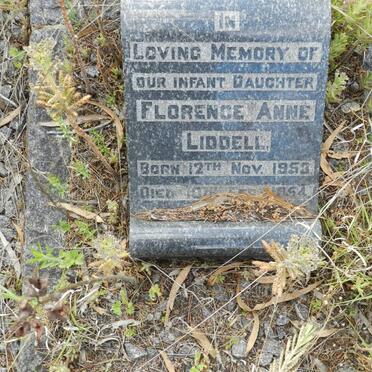 IN
LOVING MEMORY OF
OUR INFANT DAUGHTER
FLORENCE ANNE
LIDDELL
BORN 12TH NOV. 1953
DIED